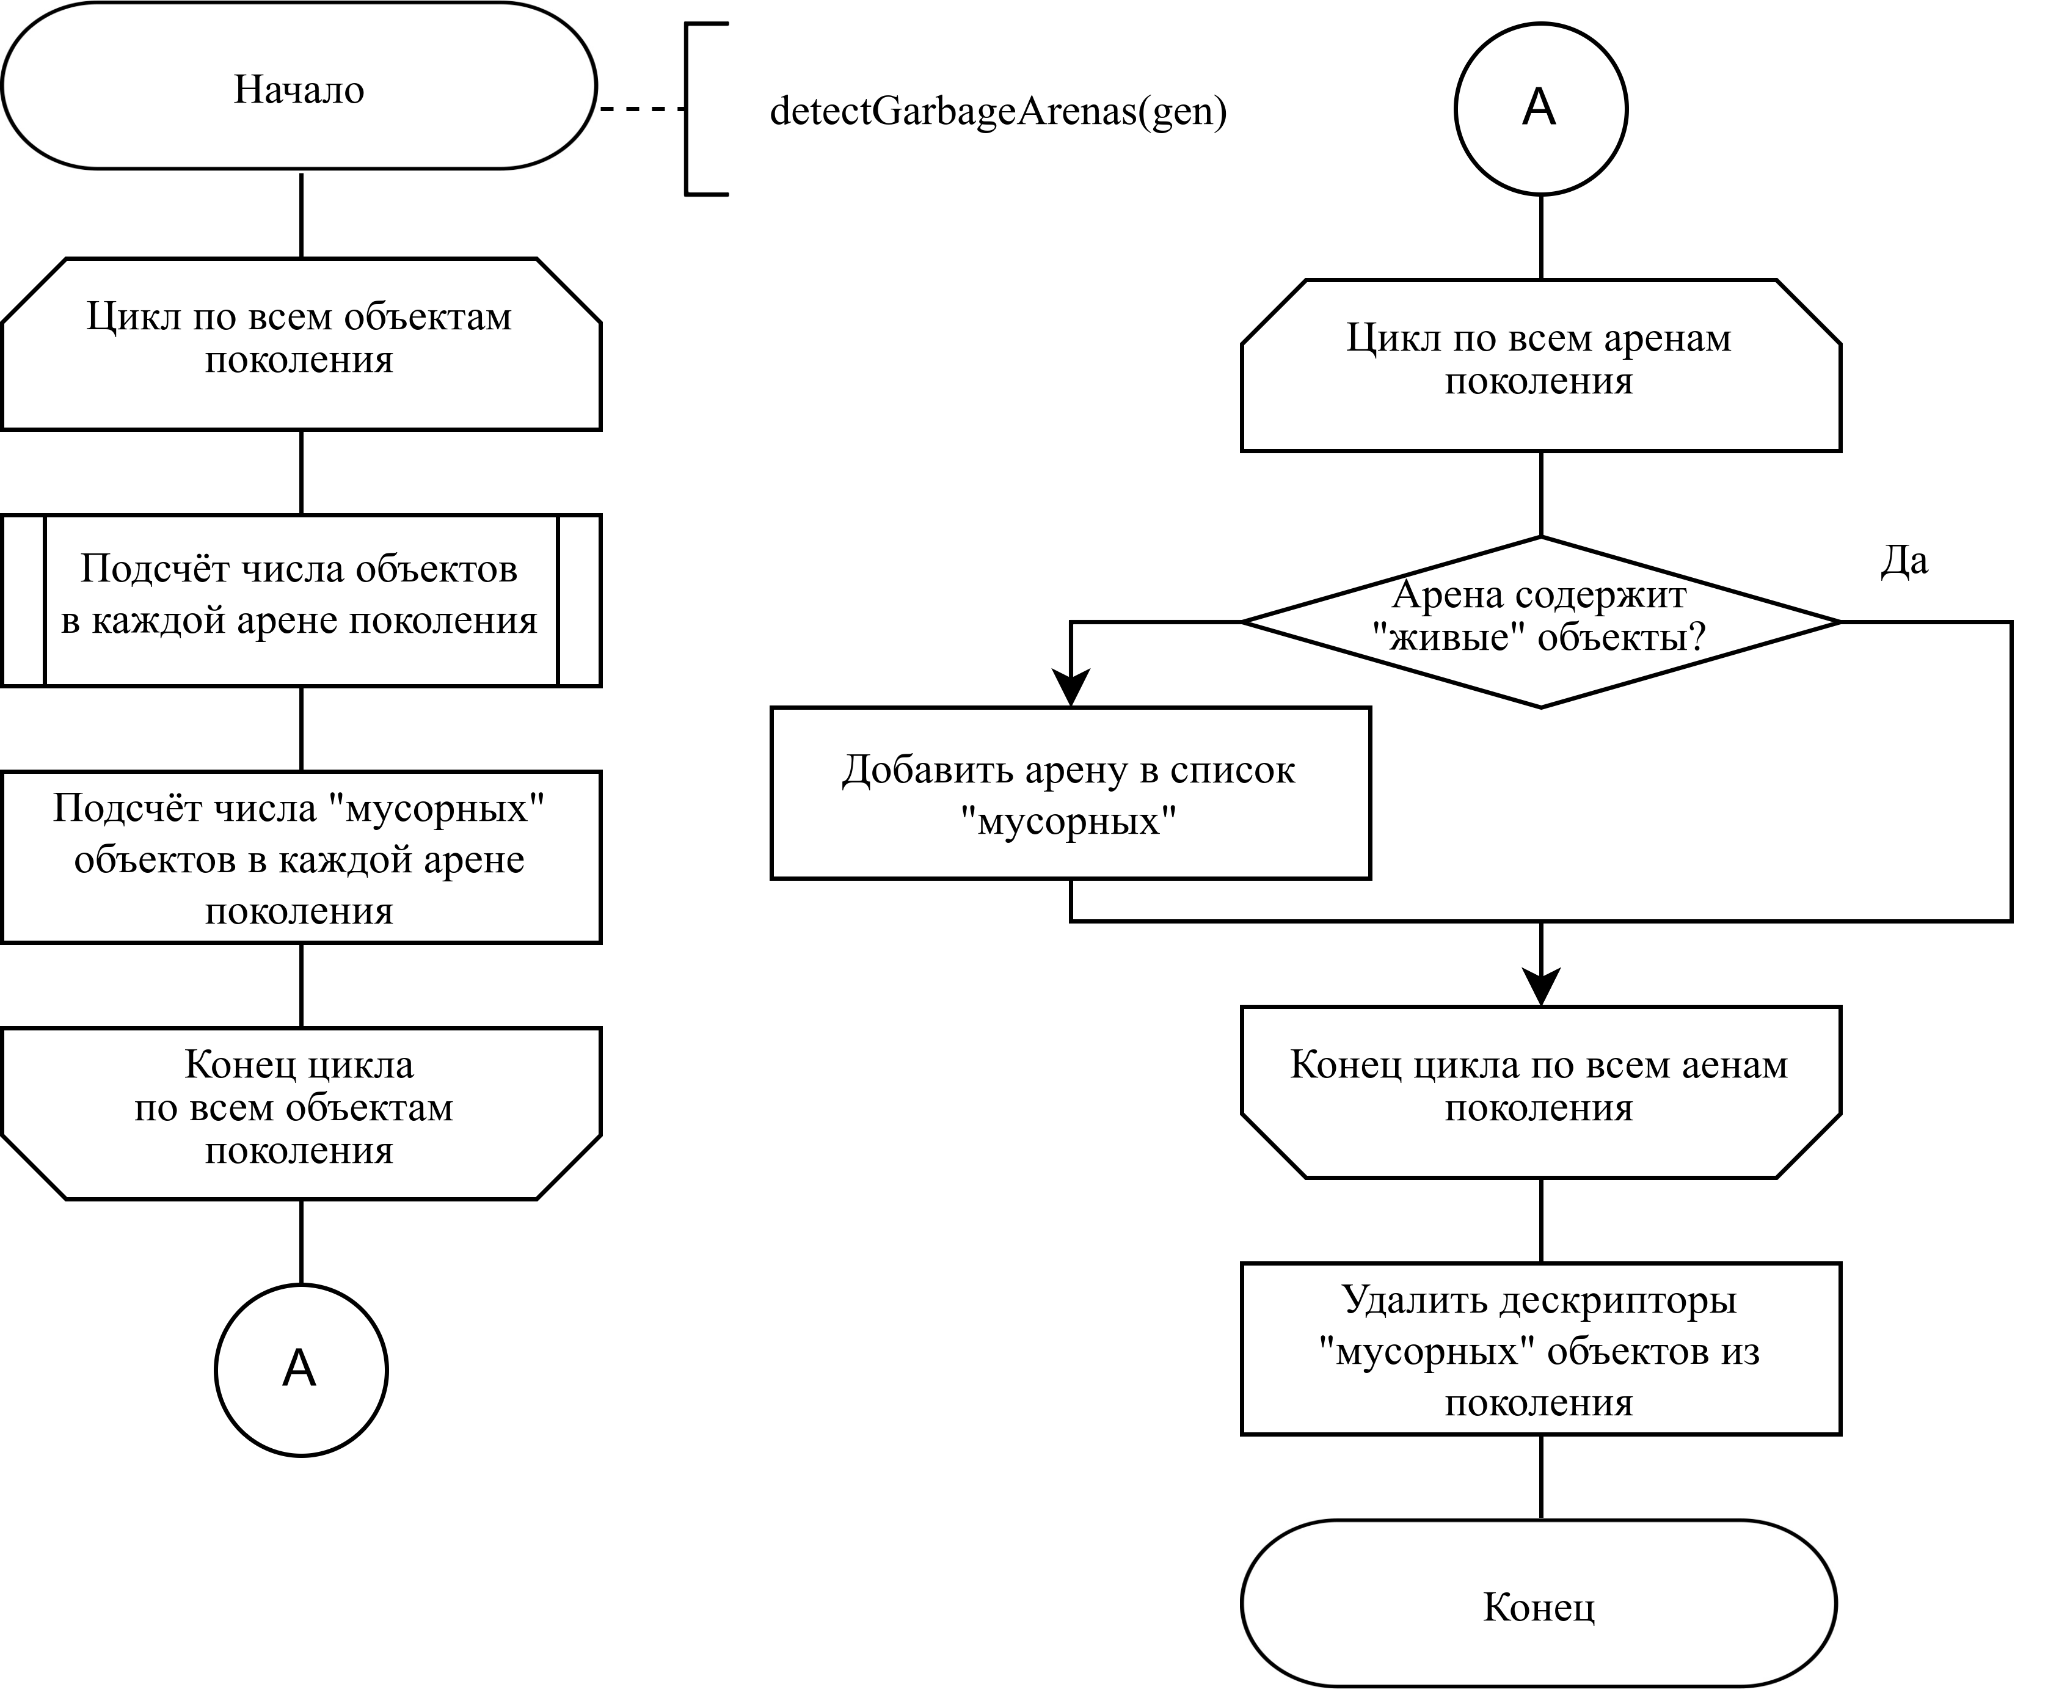 Начало
detectGarbageArenas(gen)
Цикл по всем объектам
поколения
Подсчёт числа объектов
в каждой арене поколения
Подсчёт числа "мусорных"
объектов в каждой арене
поколения
Конец цикла
по всем объектам
поколения
А
А
Цикл по всем аренам
поколения
Арена содержит
"живые" объекты?
Да
Добавить арену в список
"мусорных"
Конец цикла по всем аенам
поколения
Удалить дескрипторы
"мусорных" объектов из
поколения
Конец